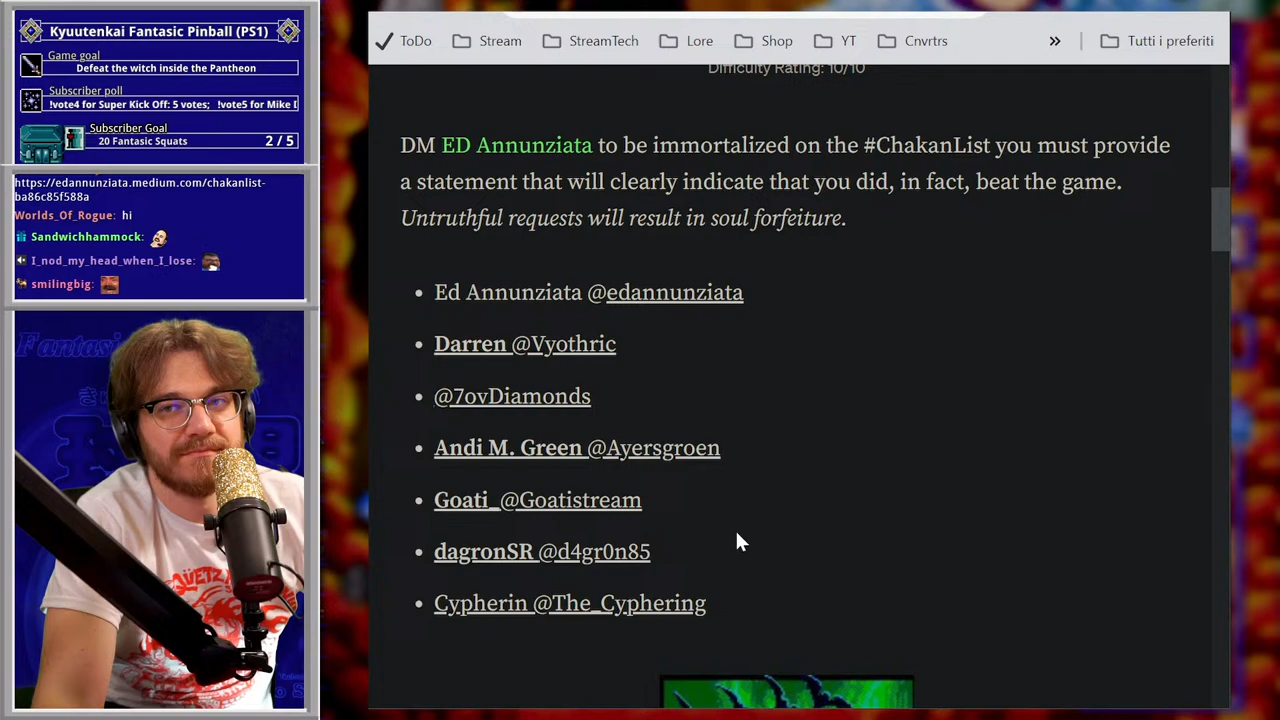 Kyuutenkai Fantasic Pinball (PS1)
Game goal
Defeat the witch inside the Pantheon
Subscriber poll
!vote4 for Super Kick Off: 5 votes; !vote5 for Mike
Subscriber Goal
20 Fantasic Squats 2 / 5
https://edannunziata.medium.com/chakanlist-
ba86c85f588a
Worlds_Of_Rogue: hi
Sandwichhammock:
I_nod_my_head_when_I_lose:
smilingbig:
ToDo Stream StreamTech Lore Shop YT Cnvrtrs » Tutti i preferiti
Difficulty Rating: 10/10
DM ED Annunziata to be immortalized on the #ChakanList you must provide
a statement that will clearly indicate that you did, in fact, beat the game.
Untruthful requests will result in soul forfeiture.
• Ed Annunziata @edannunziata
• Darren @Vyothric
• @7ovDiamonds
• Andi M. Green @Ayersgroen
• Goati_@Goatistream
• dagronSR @d4gr0n85
• Cypherin @The_Cyphering